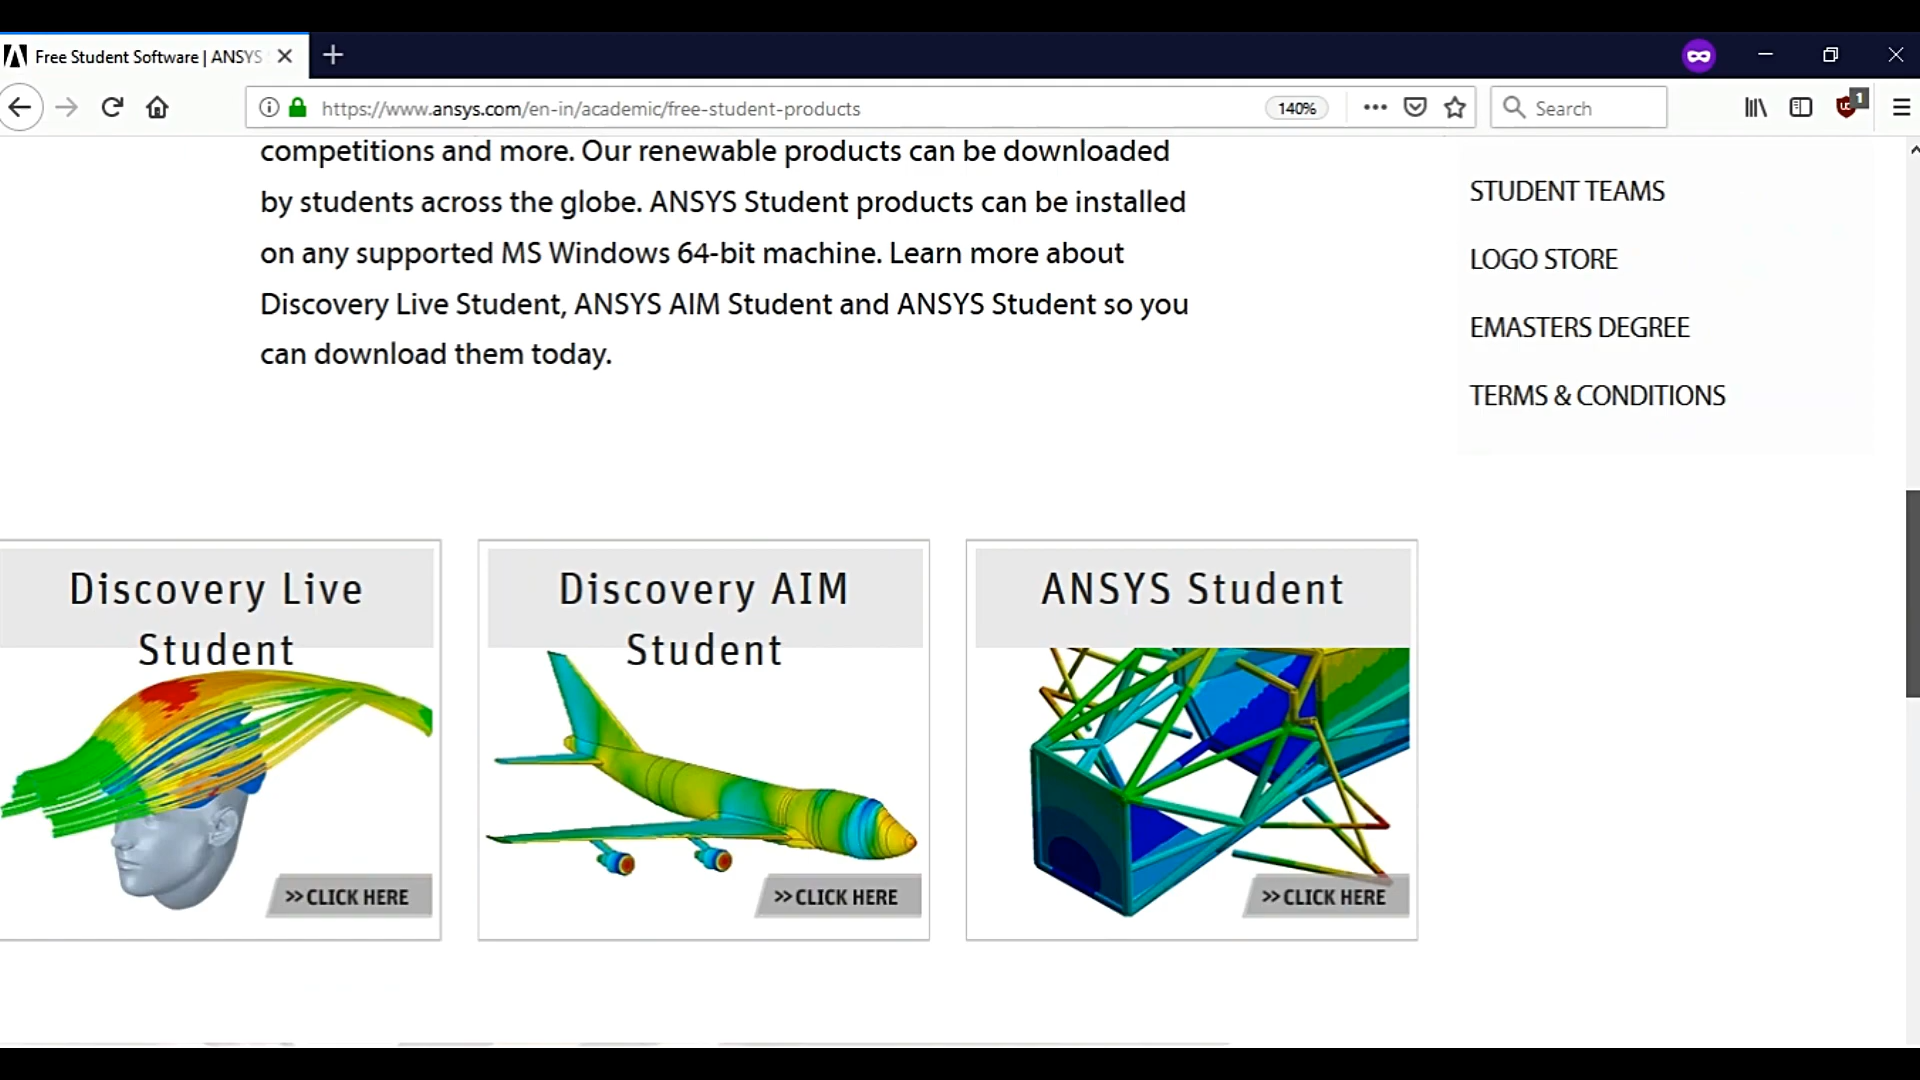 Free Student Software | ANSYS
https://www.ansys.com/en-in/academic/free-student-products
140%
Search
1
competitions and more. Our renewable products can be downloaded
by students across the globe. ANSYS Student products can be installed
on any supported MS Windows 64-bit machine. Learn more about
Discovery Live Student, ANSYS AIM Student and ANSYS Student so you
can download them today.
STUDENT TEAMS
LOGO STORE
EMASTERS DEGREE
TERMS & CONDITIONS
Discovery Live
Student
>> CLICK HERE
Discovery AIM
Student
>> CLICK HERE
ANSYS Student
>> CLICK HERE